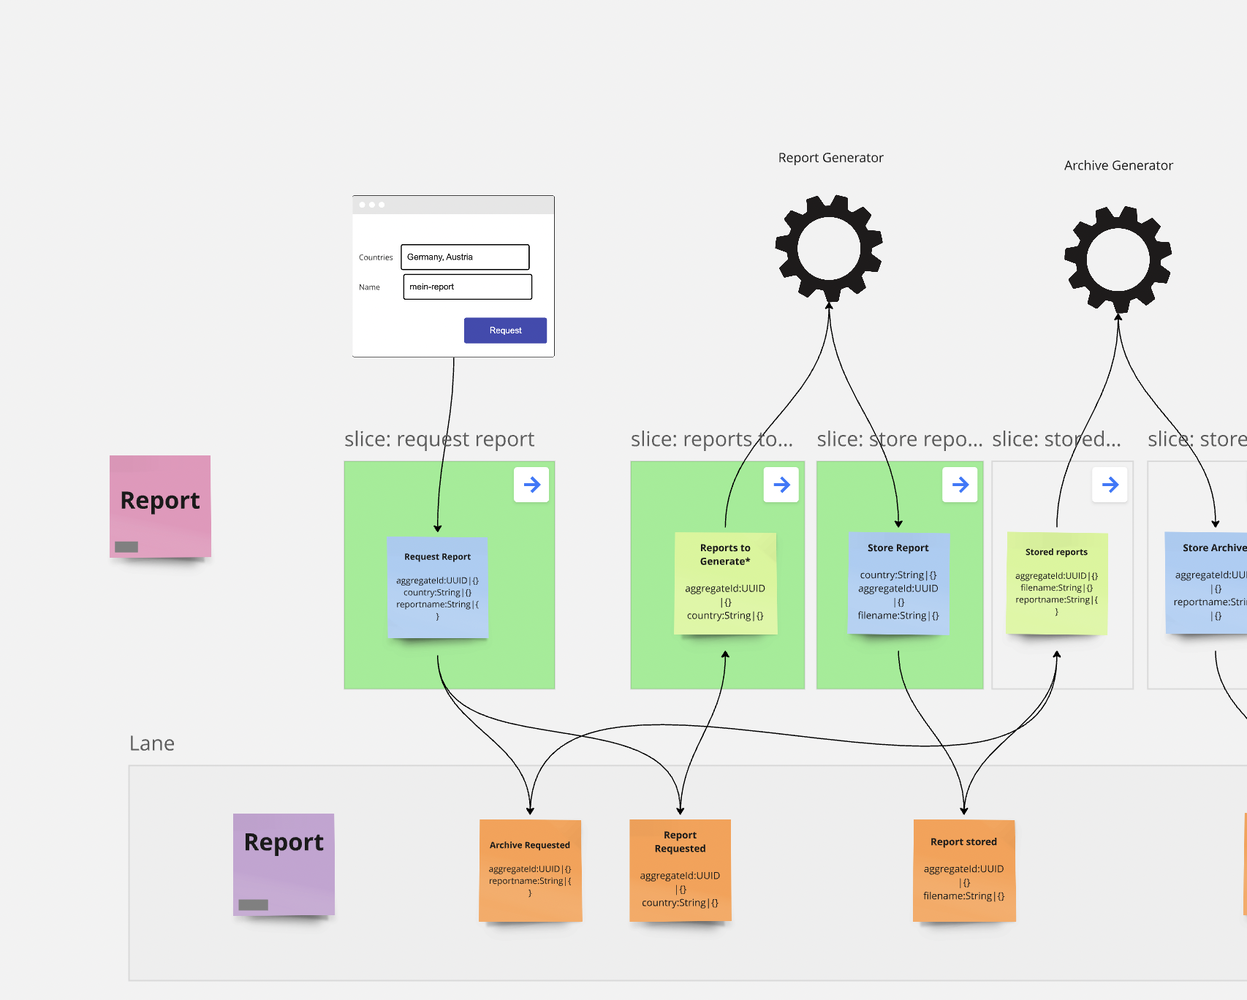 Report Generator
Archive Generator
Countries
Germany, Austria
Name
mein-report
Request
slice: request report
slice: reports to...
slice: store repo...
slice: stored...
slice: store
Report
Request Report
aggregateId:UUID|{}
country:String|{}
reportname:String|{
}
Reports to
Generate*
aggregateId:UUID
|{}
country:String|{}
Store Report
country:String|{}
aggregateId:UUID
|{}
filename:String|{}
Stored reports
aggregateId:UUID|{}
filename:String|{}
reportname:String|{
}
Store Archive
aggregateId:UU
|{}
reportname:Str
|{}
Lane
Report
Archive Requested
aggregateId:UUID|{}
reportname:String|{
}
Report
Requested
aggregateId:UUID
|{}
country:String|{}
Report stored
aggregateId:UUID
|{}
filename:String|{}